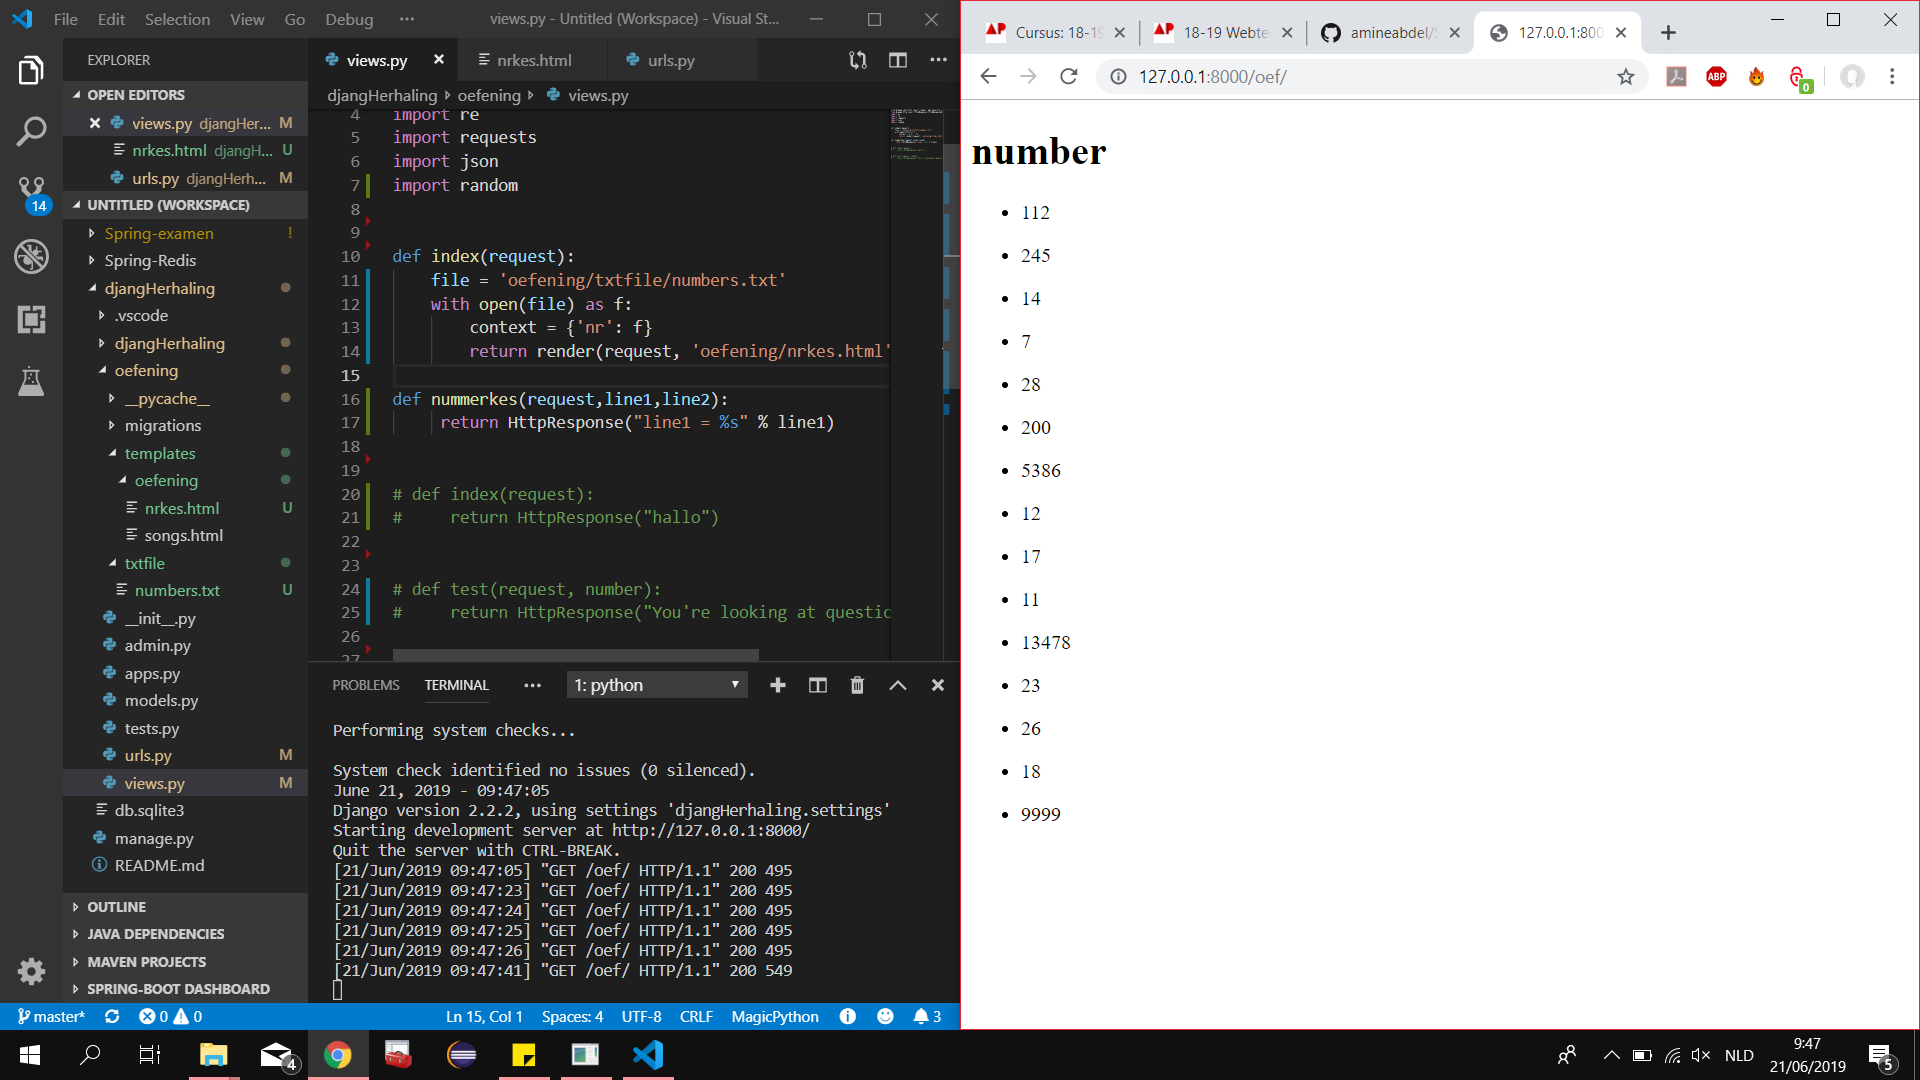 File Edit Selection View Go Debug ··· views.py - Untitled (Workspace) - Visual St...
EXPLORER
OPEN EDITORS
views.py djangHer... M
nrkes.html djangH... U
urls.py djangHerh... M
14
UNTITLED (WORKSPACE)
Spring-examen !
Spring-Redis
djangHerhaling
.vscode
djangHerhaling
oefening
__pycache__
migrations
templates
oefening
nrkes.html U
songs.html
txtfile
numbers.txt U
__init__.py
admin.py
apps.py
models.py
tests.py
urls.py M
views.py M
db.sqlite3
manage.py
README.md
OUTLINE
JAVA DEPENDENCIES
MAVEN PROJECTS
SPRING-BOOT DASHBOARD
views.py nrkes.html urls.py
djangHerhaling oefening views.py
4 import re
5 import requests
6 import json
7 import random
8
9
10 def index(request):
11 file = 'oefening/txtfile/numbers.txt'
12 with open(file) as f:
13 context = {'nr': f}
14 return render(request, 'oefening/nrkes.html'
15
16 def nummerkes(request,line1,line2):
17 return HttpResponse("line1 = %s" % line1)
18
19
20 # def index(request):
21 # return HttpResponse("hallo")
22
23
24 # def test(request, number):
25 # return HttpResponse("You're looking at questio
26
27
PROBLEMS TERMINAL ··· 1: python
Performing system checks...
System check identified no issues (0 silenced).
June 21, 2019 - 09:47:05
Django version 2.2.2, using settings 'djangHerhaling.settings'
Starting development server at http://127.0.0.1:8000/
Quit the server with CTRL-BREAK.
[21/Jun/2019 09:47:05] "GET /oef/ HTTP/1.1" 200 495
[21/Jun/2019 09:47:23] "GET /oef/ HTTP/1.1" 200 495
[21/Jun/2019 09:47:24] "GET /oef/ HTTP/1.1" 200 495
[21/Jun/2019 09:47:25] "GET /oef/ HTTP/1.1" 200 495
[21/Jun/2019 09:47:26] "GET /oef/ HTTP/1.1" 200 495
[21/Jun/2019 09:47:41] "GET /oef/ HTTP/1.1" 200 549
master* 0 0 Ln 15, Col 1 Spaces: 4 UTF-8 CRLF MagicPython 3
AP Cursus: 18-19 AP 18-19 Webte amineabdel/ 127.0.0.1:800
127.0.0.1:8000/oef/ ABP 0
number
112
245
14
7
28
200
5386
12
17
11
13478
23
26
18
9999
4 NLD 9:47
21/06/2019 5